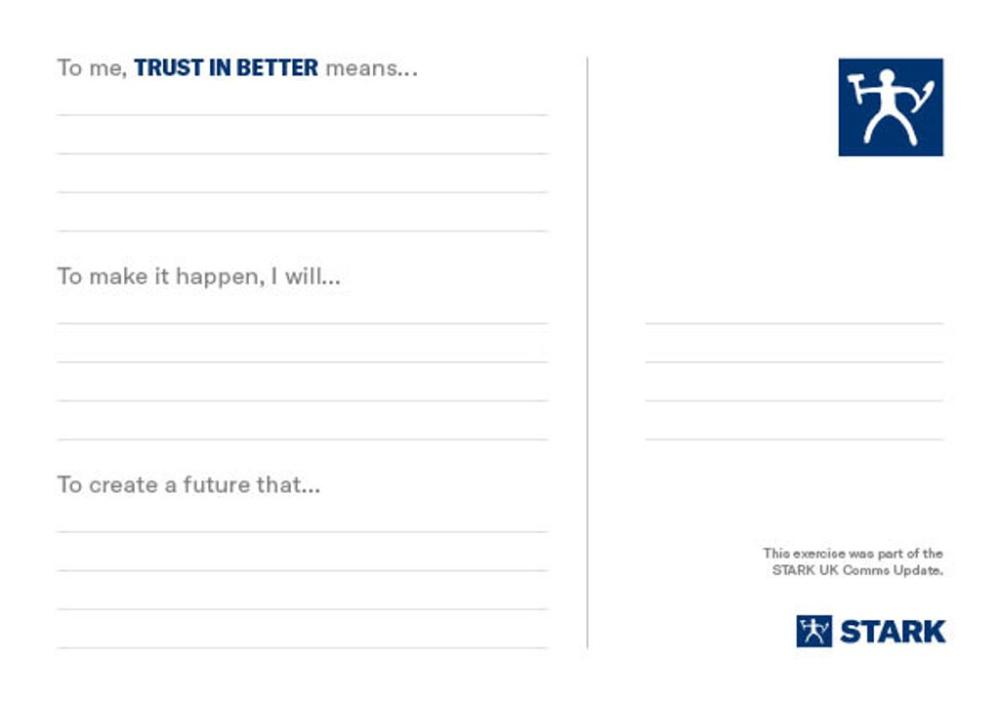 To me, TRUST IN BETTER means...
To make it happen, I will...
To create a future that...
This exercise was part of the
STARK UK Comms Update.
STARK